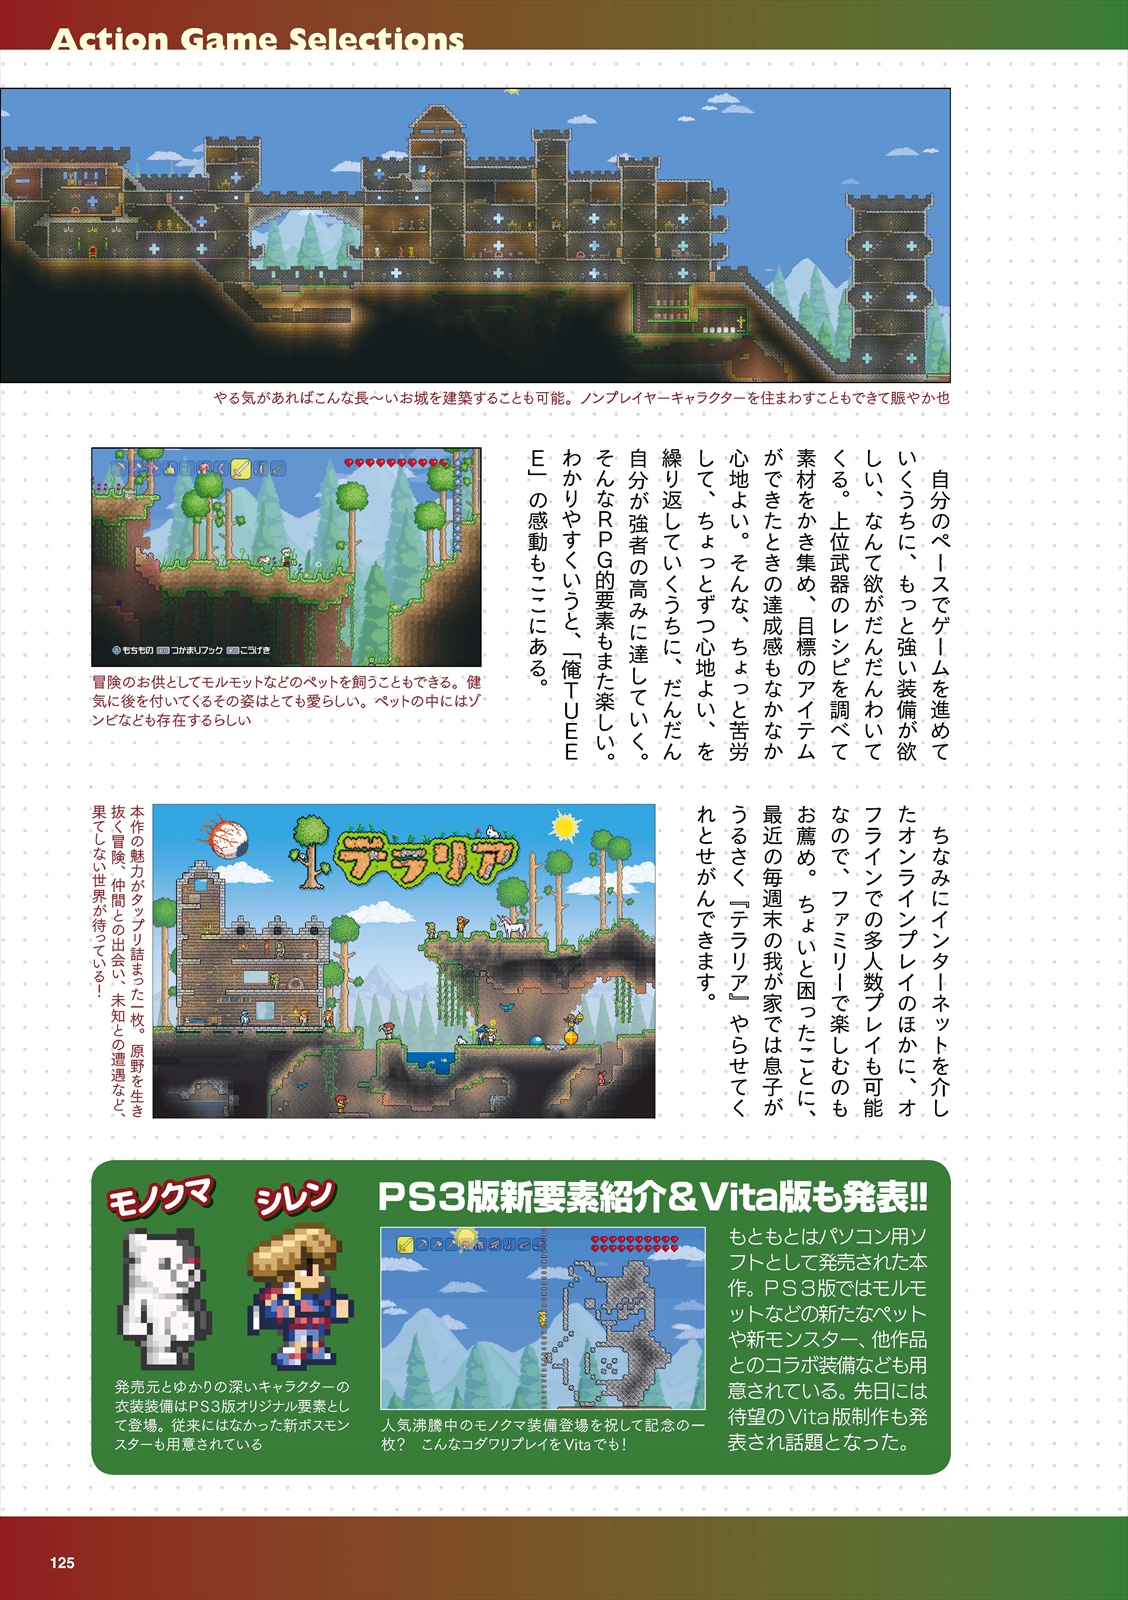 Action Game Selections
やる気があればこんな長〜いお城を建築することも可能。ノンプレイヤーキャラクターを住まわすこともできて賑やか也
　自分のペースでゲームを進めて
いくうちに、もっと強い装備が欲
しい、なんて欲がだんだんわいて
くる。上位武器のレシピを調べて
素材をかき集め、目標のアイテム
ができたときの達成感もなかなか
心地よい。そんな、ちょっと苦労
して、ちょっとずつ心地よい、を
繰り返していくうちに、だんだん
自分が強者の高みに達していく。
そんなRPG的要素もまた楽しい。
わかりやすくいうと、「俺TUEE
E」の感動もここにある。
もちもの つかまりフック こうげき
冒険のお供としてモルモットなどのペットを飼うこともできる。健
気に後を付いてくるその姿はとても愛らしい。ペットの中にはゾ
ンビなども存在するらしい
　ちなみにインターネットを介し
たオンラインプレイのほかに、オ
フラインでの多人数プレイも可能
なので、ファミリーで楽しむのも
お薦め。ちょいと困ったことに、
最近の毎週末の我が家では息子が
うるさく『テラリア』やらせてく
れとせがんできます。
テラリア
本作の魅力がタップリ詰まった一枚。原野を生き
抜く冒険、仲間との出会い、未知との遭遇など、
果てしない世界が待っている！
モノクマ
シレン
発売元とゆかりの深いキャラクターの
衣装装備はPS3版オリジナル要素とし
て登場。従来にはなかった新ボスモン
スターも用意されている
PS3版新要素紹介&Vita版も発表!!
人気沸騰中のモノクマ装備登場を祝して記念の一
枚？　こんなコダワリプレイをVitaでも！
もともとはパソコン用ソ
フトとして発売された本
作。PS3版ではモルモ
ットなどの新たなペット
や新モンスター、他作品
とのコラボ装備なども用
意されている。先日には
待望のVita版制作も発
表され話題となった。
125